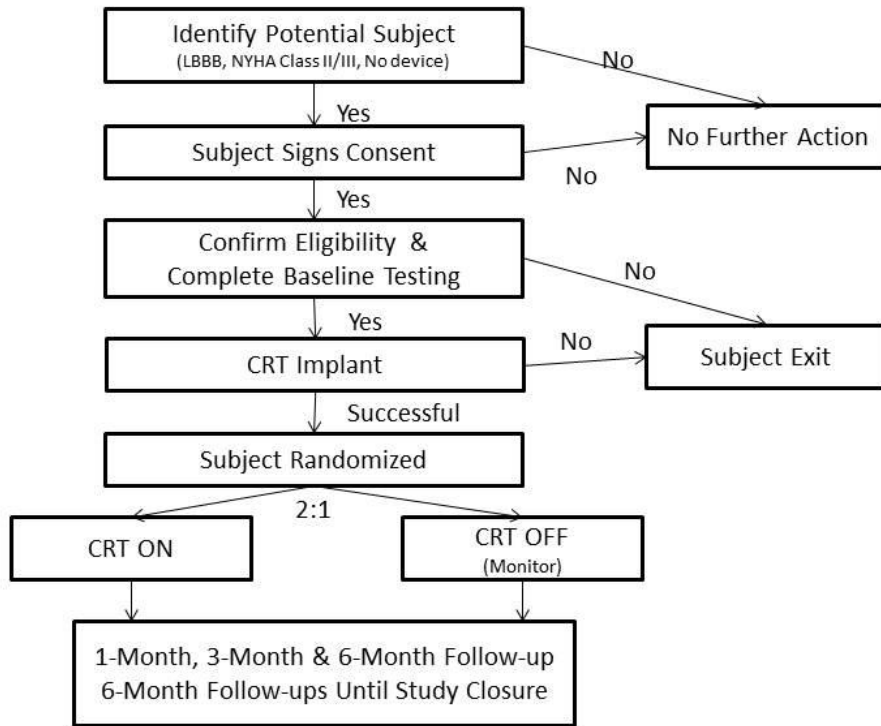 Identify Potential Subject
(LBBB, NYHA Class II/III, No device)
No
Yes
No Further Action
Subject Signs Consent
No
Yes
Confirm Eligibility &
Complete Baseline Testing
No
Yes
No
Subject Exit
CRT Implant
Successful
Subject Randomized
2:1
CRT ON
CRT OFF
(Monitor)
1-Month, 3-Month & 6-Month Follow-up
6-Month Follow-ups Until Study Closure